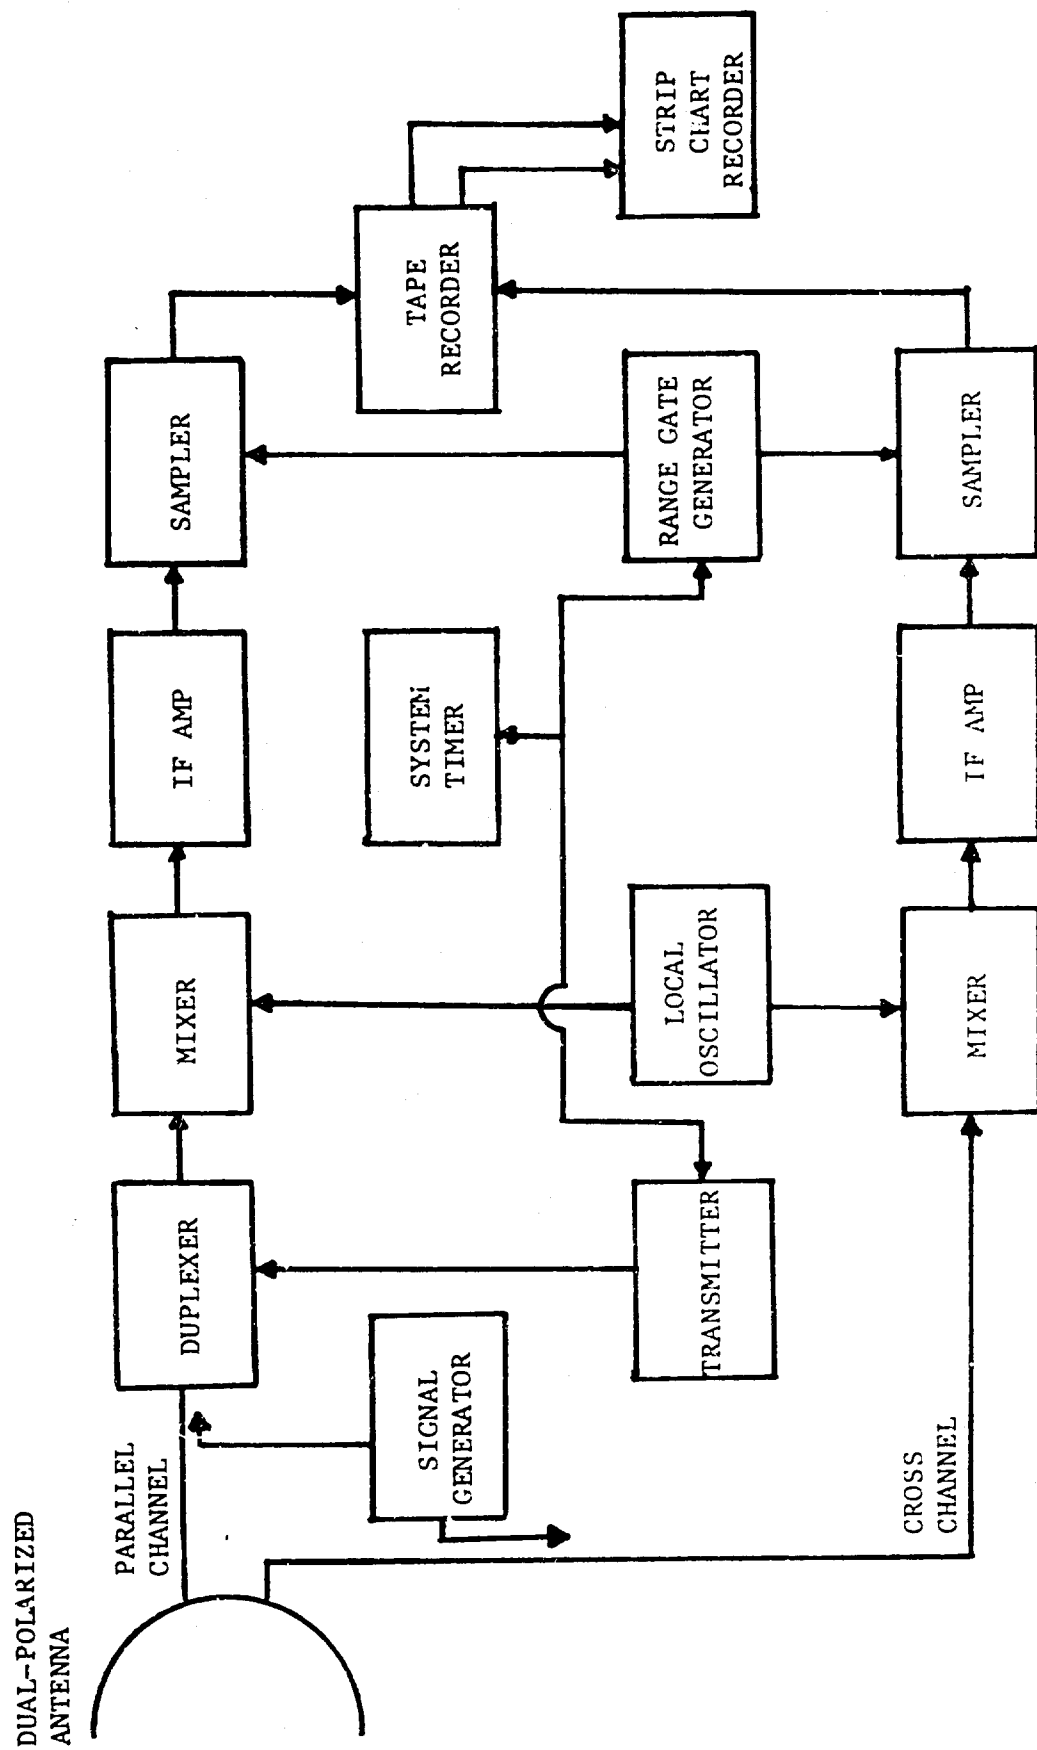 DUAL-POLARIZED
ANTENNA
PARALLEL
CHANNEL
DUPLEXER
MIXER
IF AMP
SAMPLER
SIGNAL
GENERATOR
SYSTEM
TIMER
TAPE
RECORDER
TRANSMITTER
LOCAL
OSCILLATOR
RANGE GATE
GENERATOR
STRIP
CHART
RECORDER
CROSS
CHANNEL
MIXER
IF AMP
SAMPLER